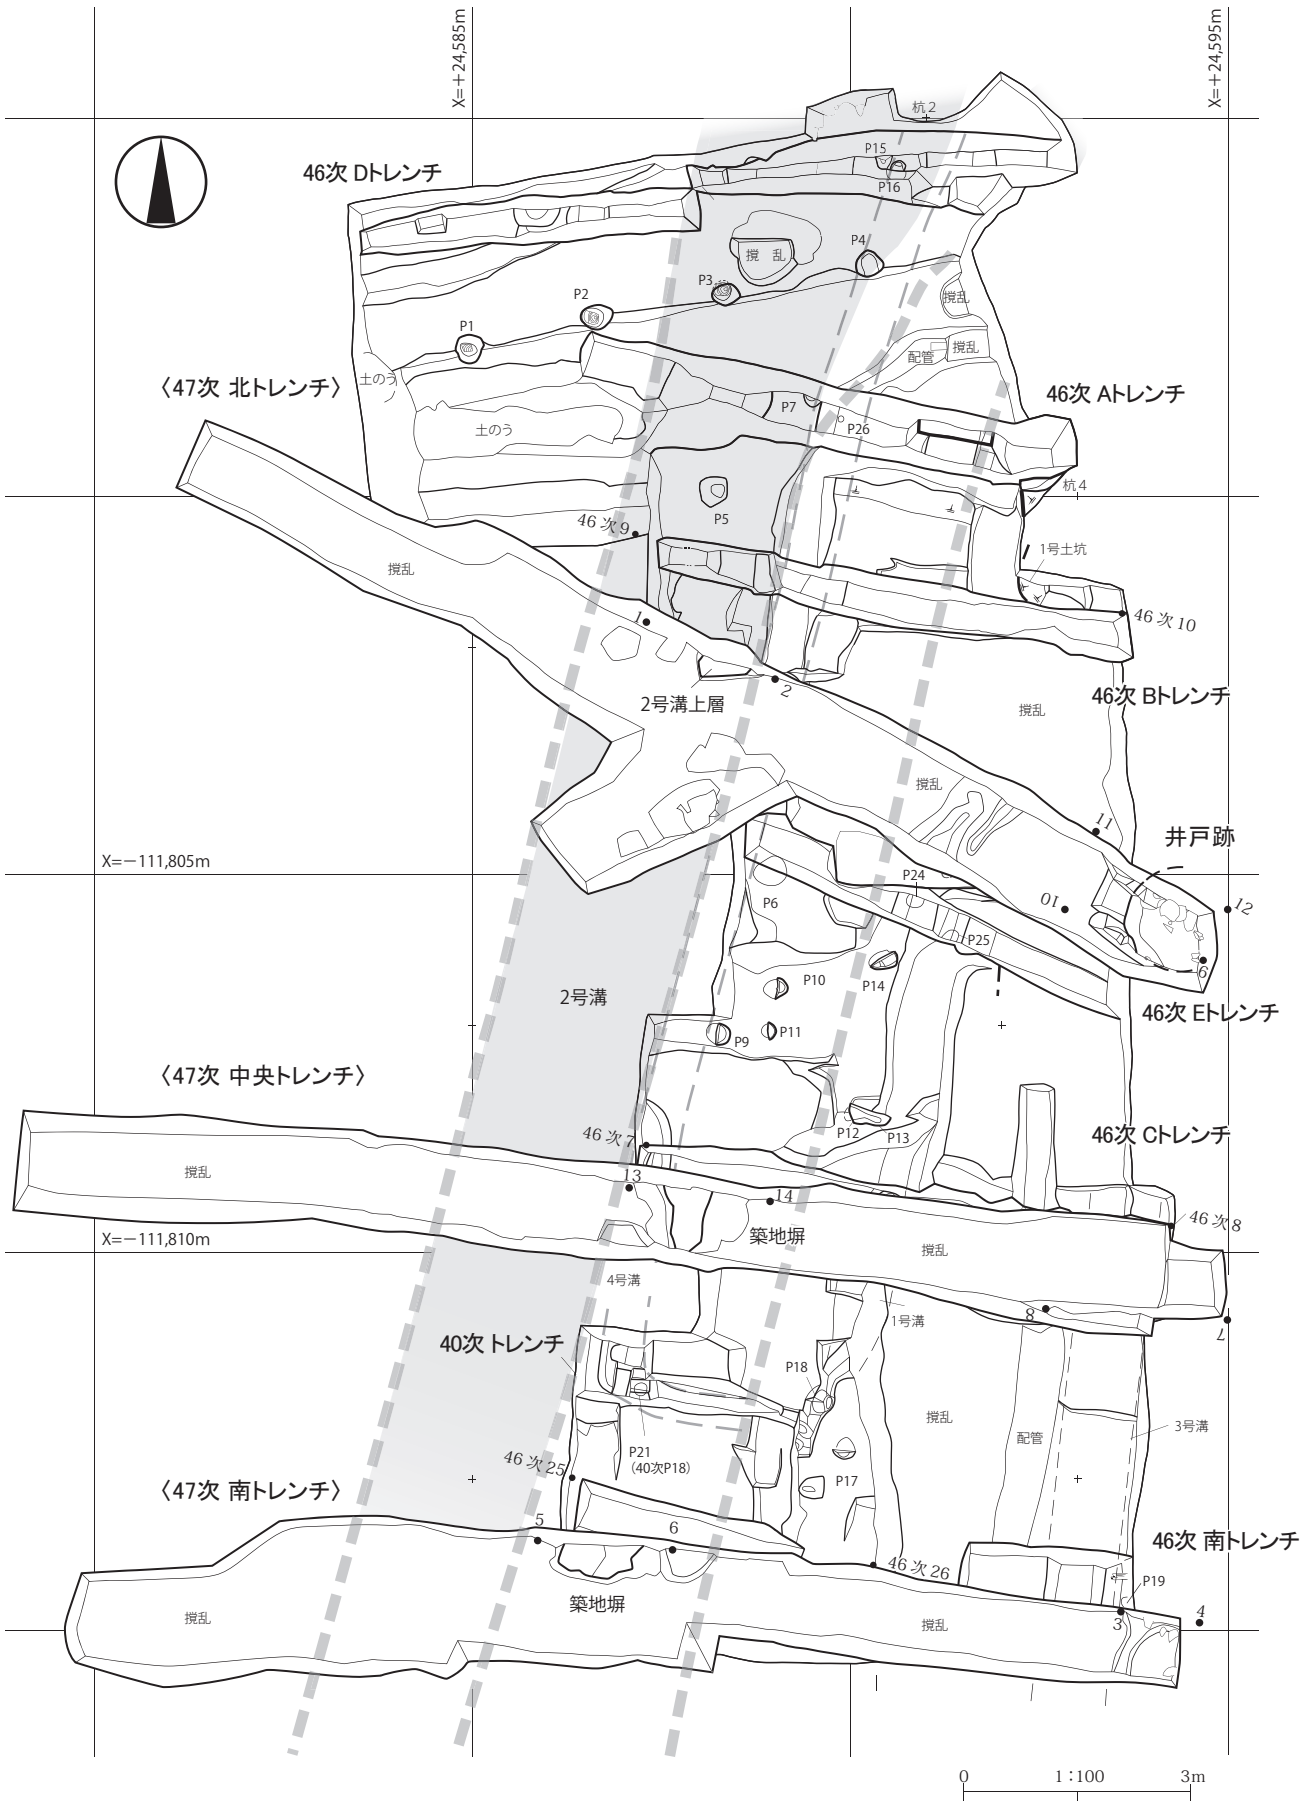 X=＋24,585m
X=＋24,595m
杭2
46次 Dトレンチ
P15
P16
P4
攪 乱
P3
P2
攪乱
P1
配管
攪乱
土のう
〈47次 北トレンチ〉
46次 Aトレンチ
P7
P26
土のう
杭4
P5
46次9
1号土坑
攪乱
1
46次10
2
46次 Bトレンチ
2号溝上層
攪乱
攪乱
11
井戸跡
X=－111,805m
P24
P6
10
12
P25
9
P10
P14
2号溝
46次 Eトレンチ
P9
P11
〈47次 中央トレンチ〉
P12
P13
46次7
46次 Cトレンチ
攪乱
13
14
46次8
X=－111,810m
築地塀
攪乱
4号溝
8
1号溝
7
40次 トレンチ
P18
攪乱
配管
3号溝
P21
(40次P18)
46次25
P17
〈47次 南トレンチ〉
5
6
46次 南トレンチ
46次26
P19
築地塀
攪乱
攪乱
3
4
0
1:100
3m